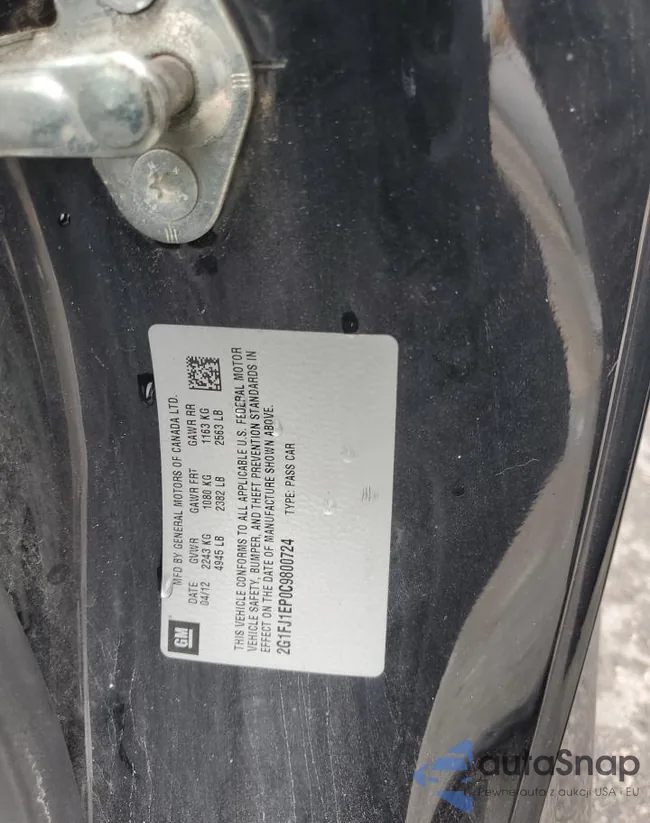 GM
MFD BY GENERAL MOTORS OF CANADA LTD.
DATE GVWR GAWR FRT GAWR RR
04/12 2243 KG 1080 KG 1163 KG
4945 LB 2382 LB 2563 LB
THIS VEHICLE CONFORMS TO ALL APPLICABLE U.S. FEDERAL MOTOR
VEHICLE SAFETY, BUMPER, AND THEFT PREVENTION STANDARDS IN
EFFECT ON THE DATE OF MANUFACTURE SHOWN ABOVE.
2G1FJ1EP0C9800724 TYPE: PASS CAR
autaSnap
Pewne auta z aukcji USA - EU